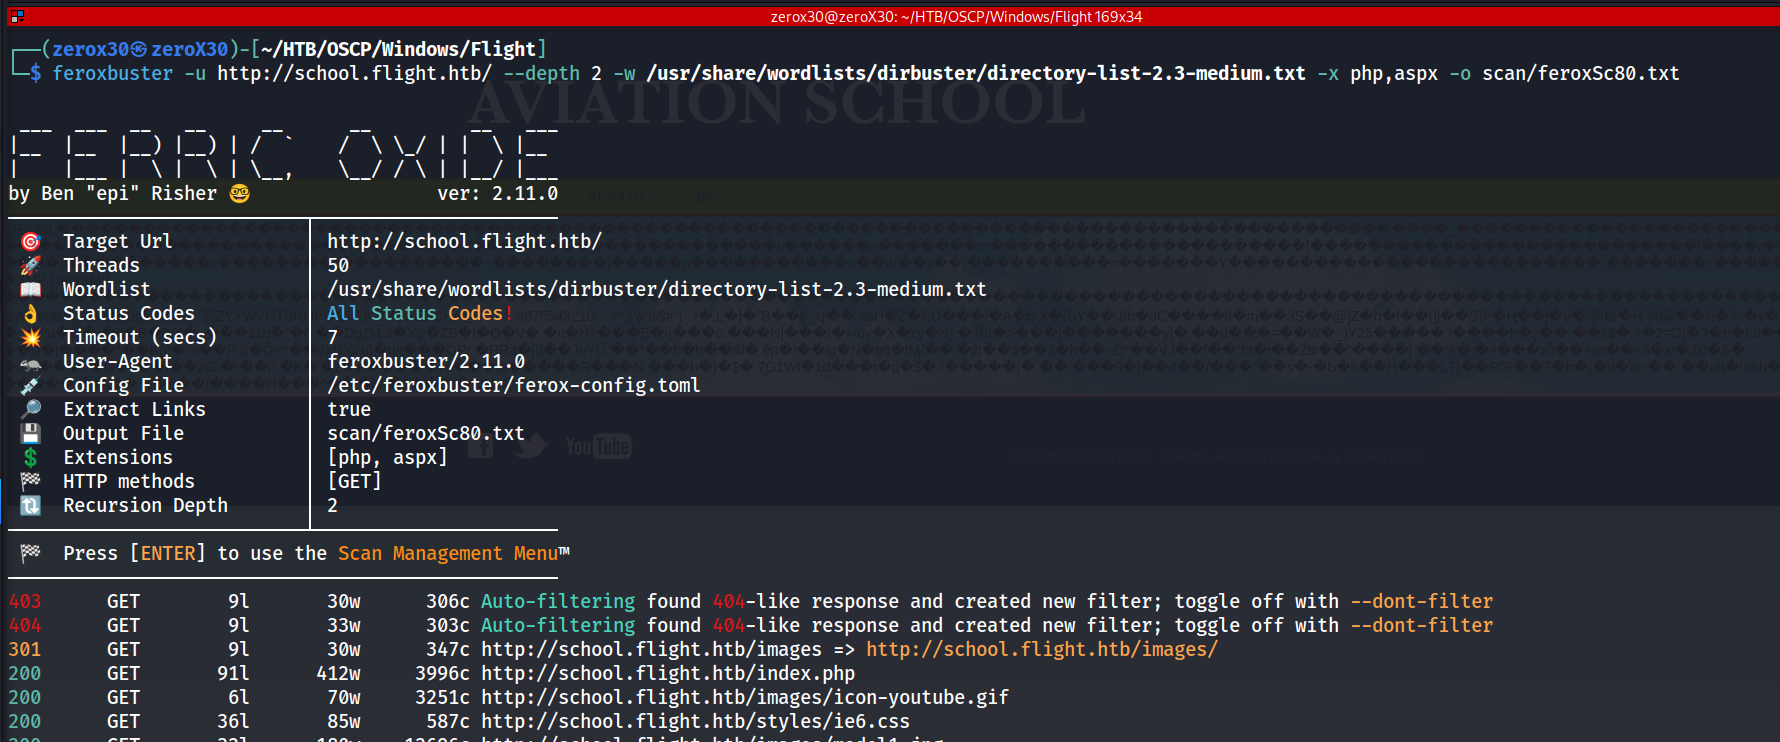 zerox30@zeroX30: ~/HTB/OSCP/Windows/Flight 169x34
┌──(zerox30㉿zeroX30)-[~/HTB/OSCP/Windows/Flight]
└─$ feroxbuster -u http://school.flight.htb/ --depth 2 -w /usr/share/wordlists/dirbuster/directory-list-2.3-medium.txt -x php,aspx -o scan/feroxSc80.txt
AVIATION SCHOOL
FERRIC OXIDE
by Ben "epi" Risher 🤓 ver: 2.11.0
About Us Blog
🎯 Target Url │ http://school.flight.htb/
🚀 Threads │ 50
📖 Wordlist │ /usr/share/wordlists/dirbuster/directory-list-2.3-medium.txt
👌 Status Codes │ All Status Codes!
💥 Timeout (secs) │ 7
🦡 User-Agent │ feroxbuster/2.11.0
💉 Config File │ /etc/feroxbuster/ferox-config.toml
🔎 Extract Links │ true
💾 Output File │ scan/feroxSc80.txt
YouTube
💲 Extensions │ [php, aspx]
🏁 HTTP methods │ [GET]
🔃 Recursion Depth │ 2
🏁 Press [ENTER] to use the Scan Management Menu™
403 GET 9l 30w 306c Auto-filtering found 404-like response and created new filter; toggle off with --dont-filter
404 GET 9l 33w 303c Auto-filtering found 404-like response and created new filter; toggle off with --dont-filter
301 GET 9l 30w 347c http://school.flight.htb/images => http://school.flight.htb/images/
200 GET 91l 412w 3996c http://school.flight.htb/index.php
200 GET 6l 70w 3251c http://school.flight.htb/images/icon-youtube.gif
200 GET 36l 85w 587c http://school.flight.htb/styles/ie6.css